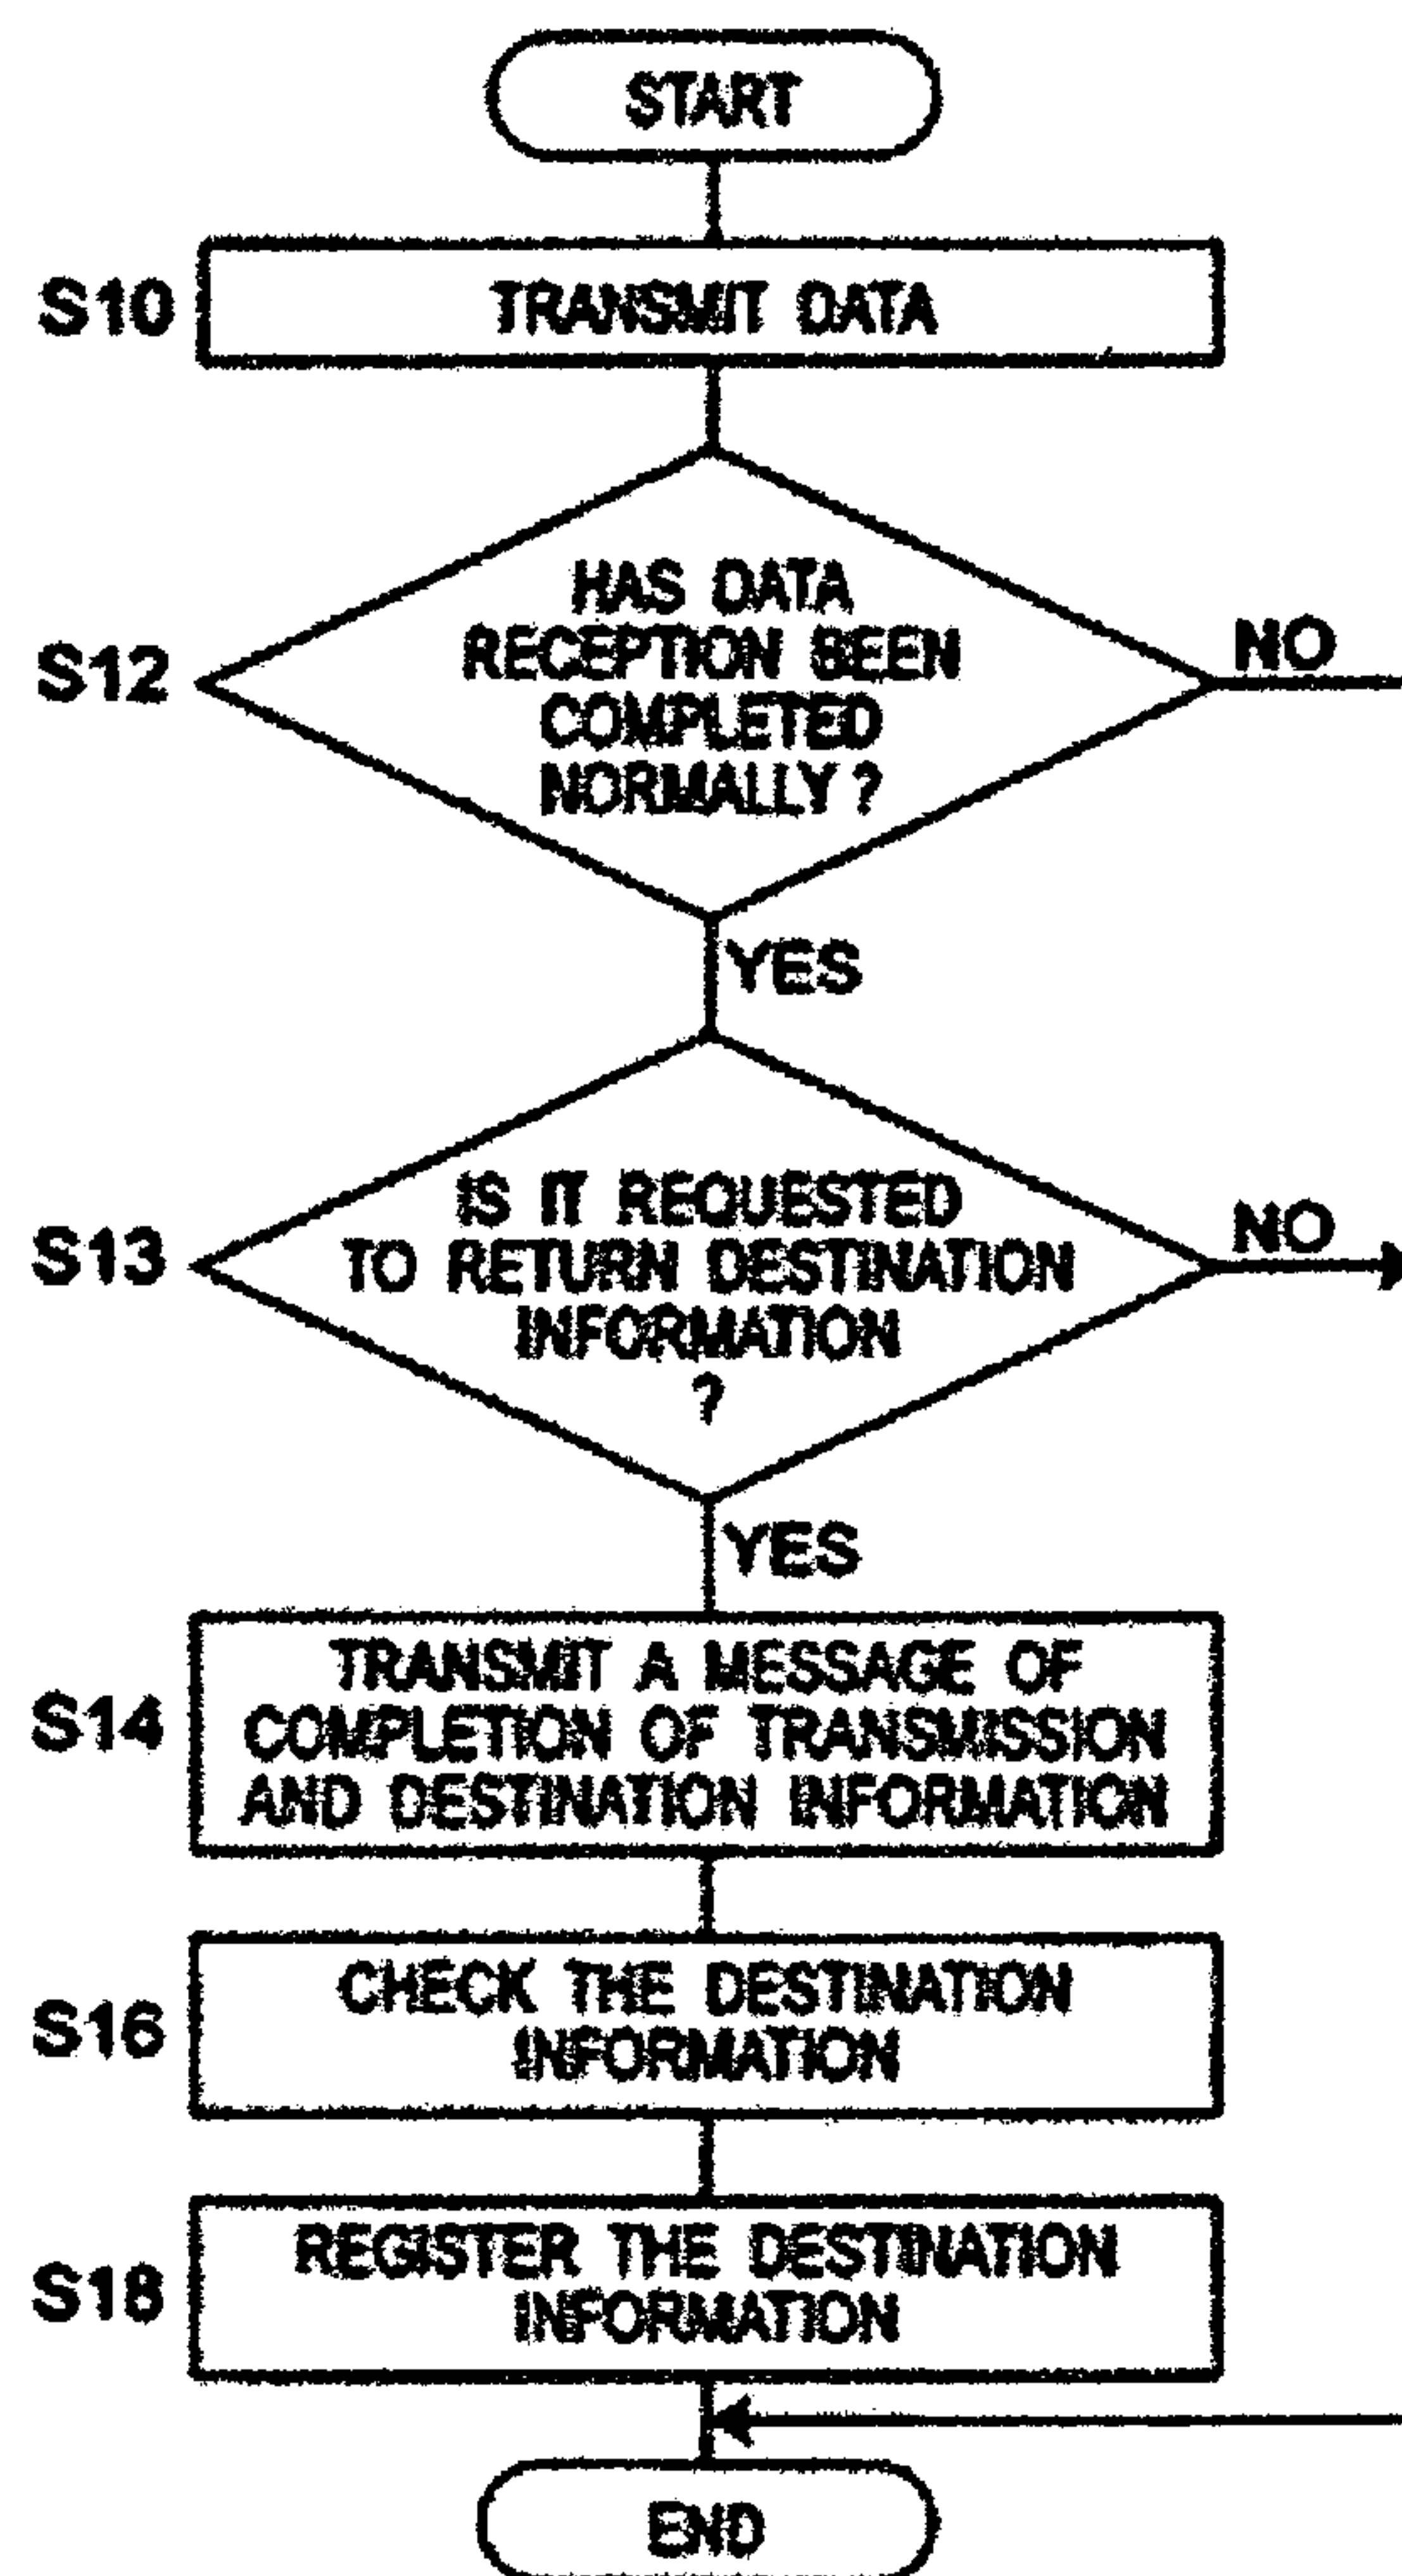 START
S10
TRANSMIT DATA
S12
HAS DATA
RECEPTION BEEN
COMPLETED
NORMALLY ?
NO
YES
S13
IS IT REQUESTED
TO RETURN DESTINATION
INFORMATION
?
NO
YES
S14
TRANSMIT A MESSAGE OF
COMPLETION OF TRANSMISSION
AND DESTINATION INFORMATION
S16
CHECK THE DESTINATION
INFORMATION
S18
REGISTER THE DESTINATION
INFORMATION
END